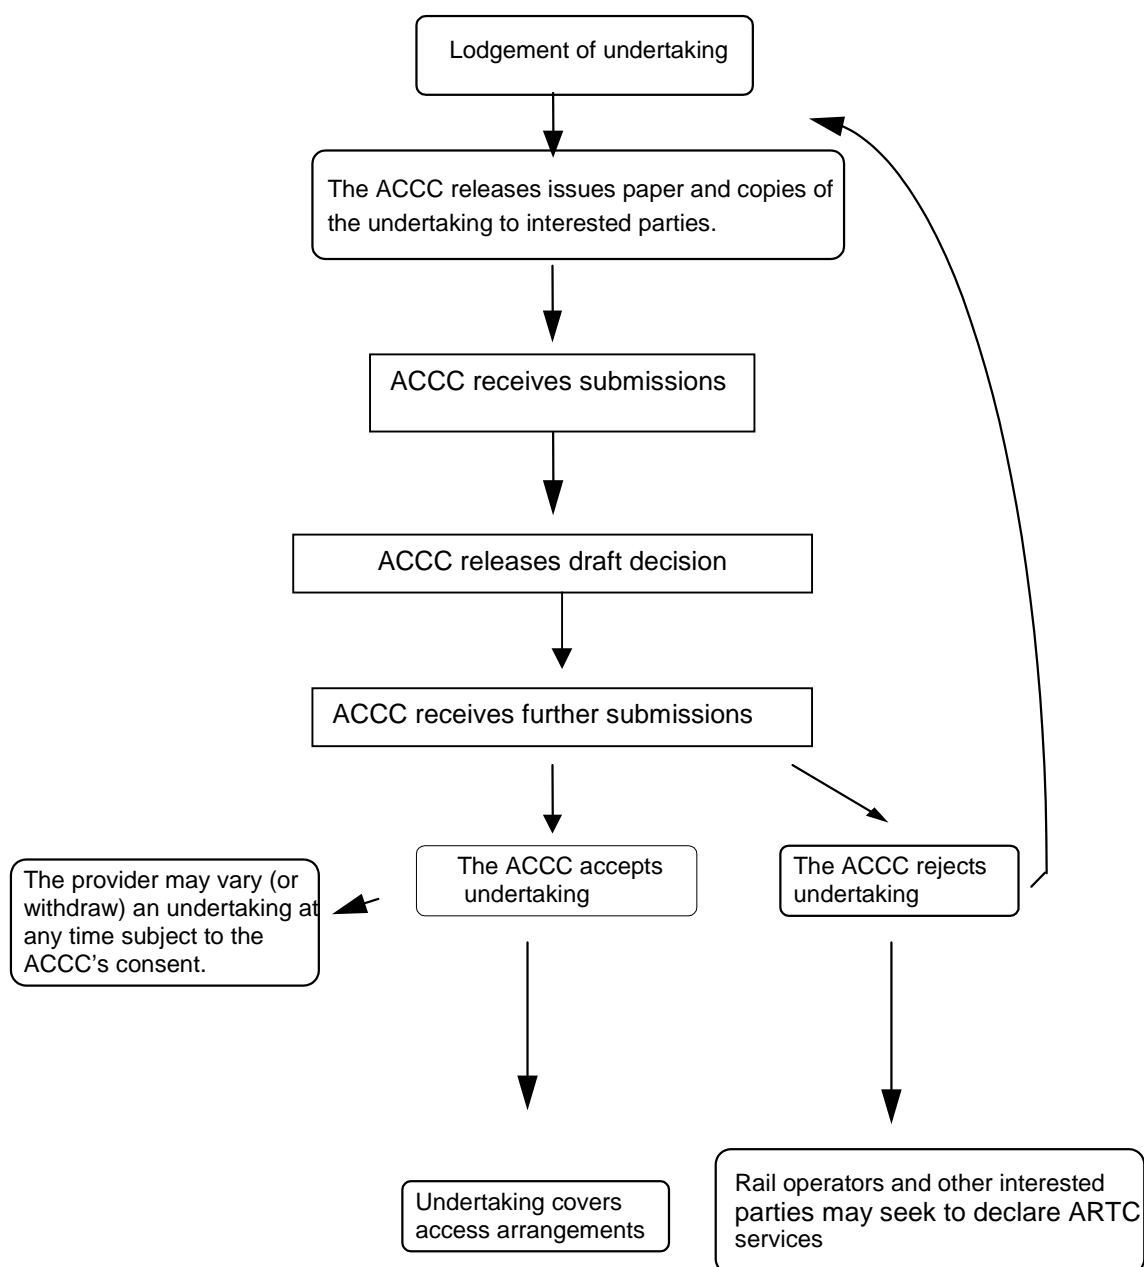 Lodgement of undertaking
The ACCC releases issues paper and copies of
the undertaking to interested parties.
ACCC receives submissions
ACCC releases draft decision
ACCC receives further submissions
The provider may vary (or
withdraw) an undertaking at
any time subject to the
ACCC’s consent.
The ACCC accepts
undertaking
The ACCC rejects
undertaking
Undertaking covers
access arrangements
Rail operators and other interested
parties may seek to declare ARTC
services